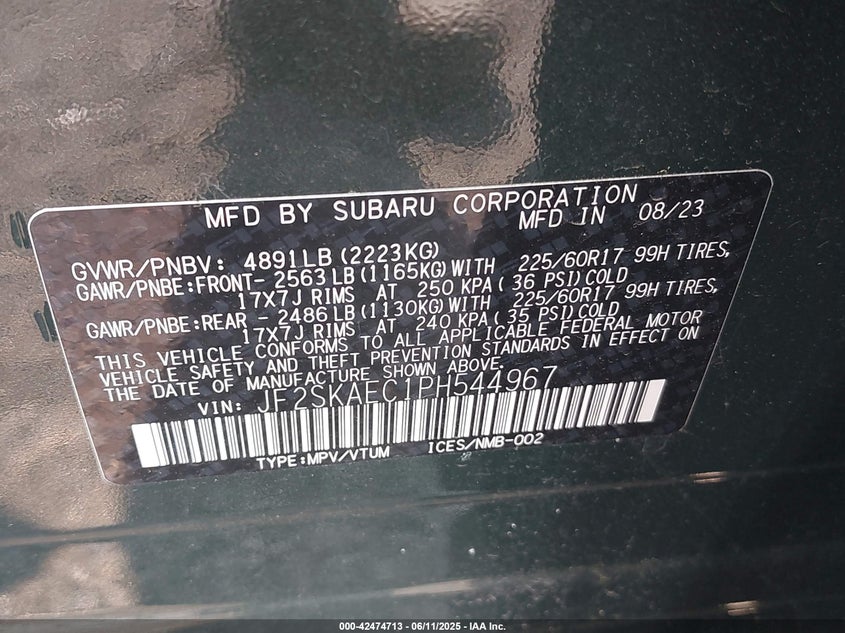 MFD BY SUBARU CORPORATION
MFD IN 08/23
GVWR/PNBV: 4891LB (2223KG)
GAWR/PNBE:FRONT- 2563LB (1165KG) WITH 225/60R17 99H TIRES,
17X7J RIMS AT 250 KPA ( 36 PSI) COLD
GAWR/PNBE:REAR - 2486LB (1130KG) WITH 225/60R17 99H TIRES,
17X7J RIMS AT 240 KPA ( 35 PSI) COLD
THIS VEHICLE CONFORMS TO ALL APPLICABLE FEDERAL MOTOR
VEHICLE SAFETY AND THEFT PREVENTION STANDARDS IN EFFECT ON
THE DATE OF MANUFACTURE SHOWN ABOVE.
VIN: JF2SKAEC1PH544967
TYPE:MPV/VTUM ICES/NMB-002
000-42474713 - 06/11/2025 - IAA Inc.